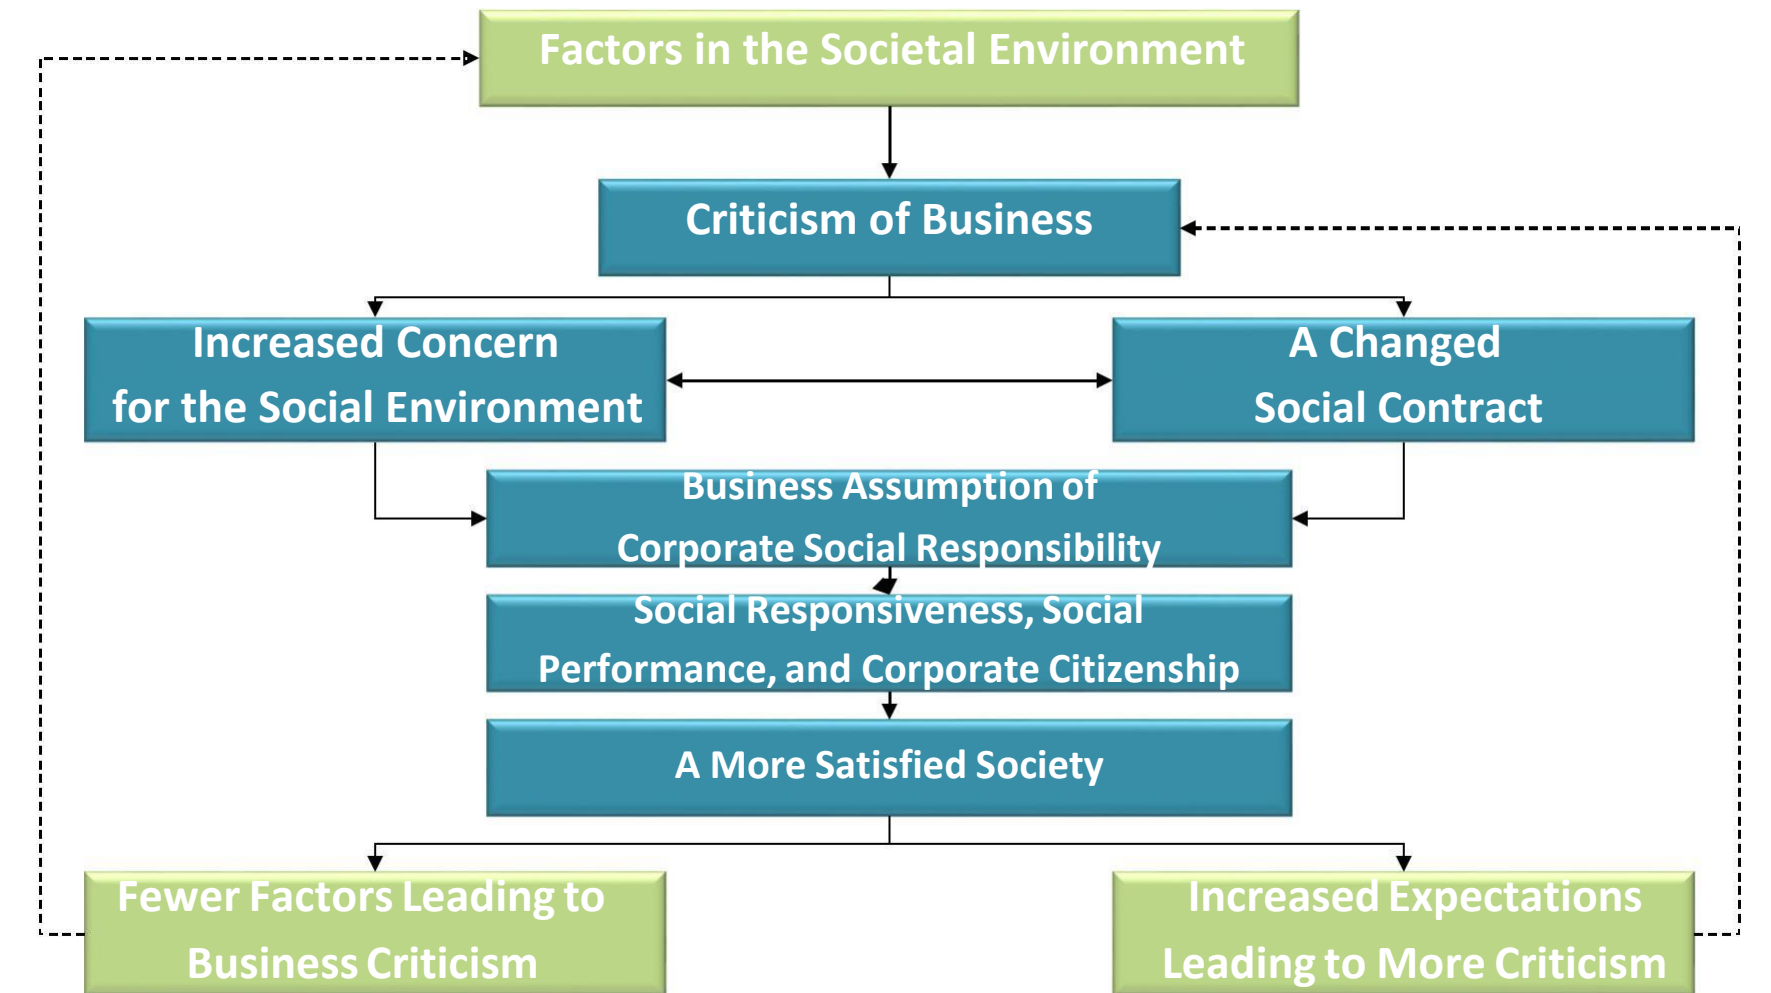 Factors in the Societal Environment
Criticism of Business
Increased Concern
for the Social Environment
A Changed
Social Contract
Business Assumption of
Corporate Social Responsibility
Social Responsiveness, Social
Performance, and Corporate Citizenship
A More Satisfied Society
Fewer Factors Leading to
Business Criticism
Increased Expectations
Leading to More Criticism